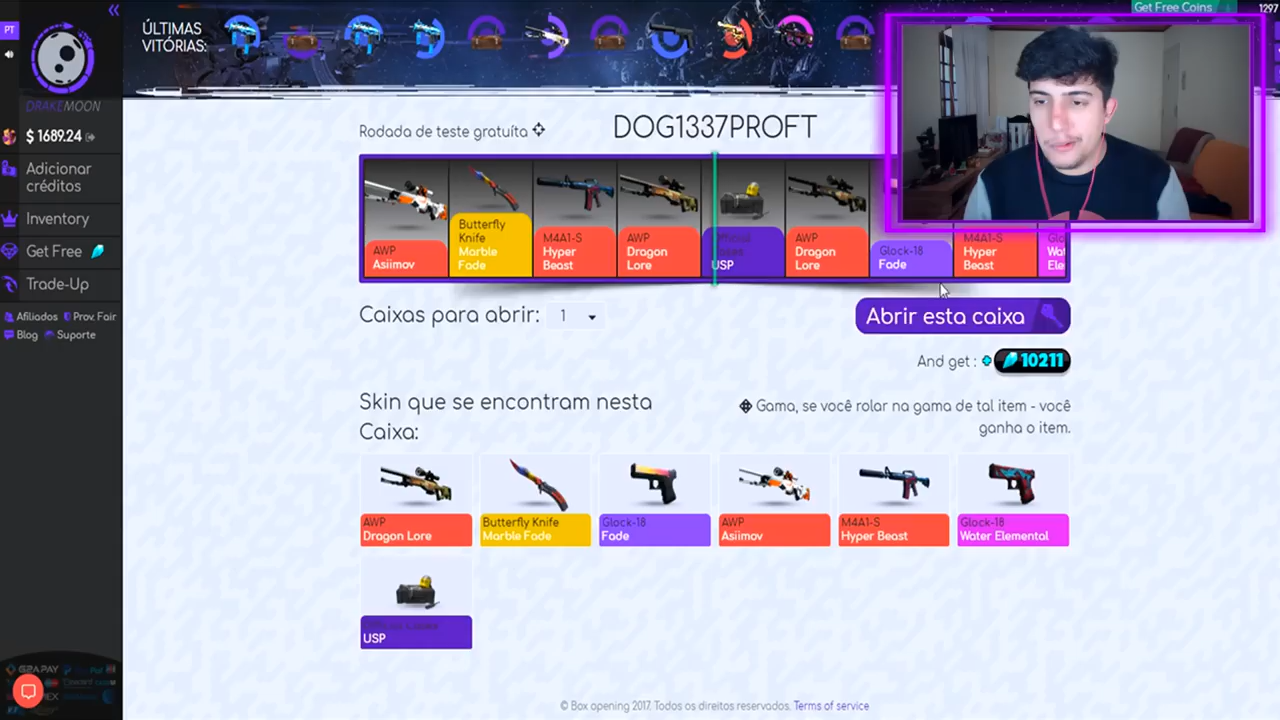 Get Free Coins
1297
PT
ÚLTIMAS
VITÓRIAS:
DRAKEMOON
$ 1689.24
Adicionar
créditos
Inventory
Get Free
Trade-Up
Afiliados
Prov. Fair
Blog
Suporte
Rodada de teste gratuíta
DOG1337PROFT
AWP
Asiimov
Butterfly
Knife
Marble
Fade
M4A1-S
Hyper
Beast
AWP
Dragon
Lore
USP
AWP
Dragon
Lore
Glock-18
Fade
M4A1-S
Hyper
Beast
Caixas para abrir: 1
Abrir esta caixa
And get : 10211
Skin que se encontram nesta
Caixa:
Gama, se você rolar na gama de tal item - você
ganha o item.
AWP
Dragon Lore
Butterfly Knife
Marble Fade
Glock-18
Fade
AWP
Asiimov
M4A1-S
Hyper Beast
Glock-18
Water Elemental
USP
G2A PAY
© Box opening 2017. Todos os direitos reservados. Terms of service